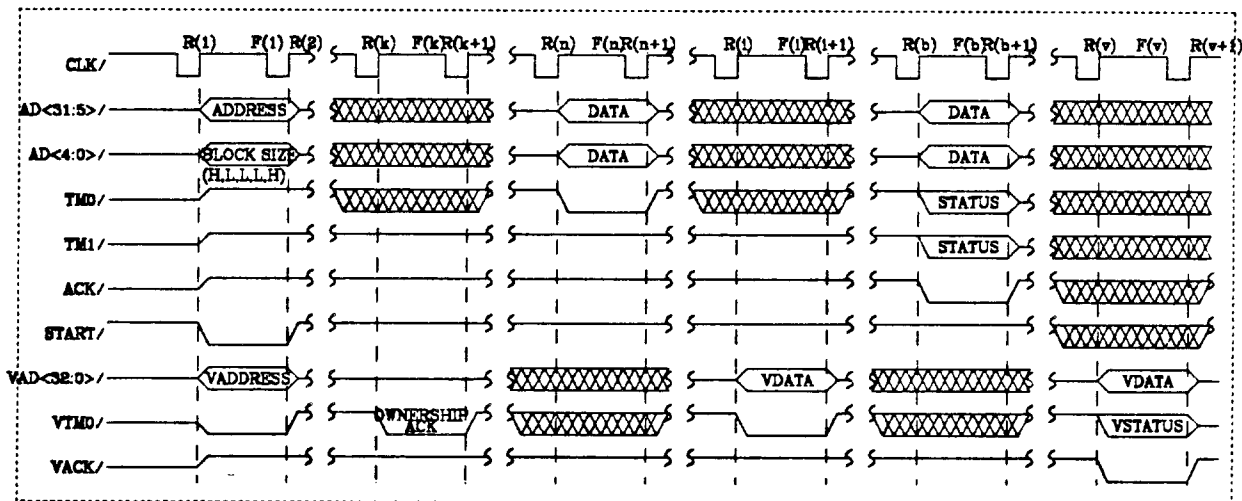 R(1) F(1) R(2) R(k) F(k) R(k+1) R(n) F(n) R(n+1) R(i) F(i) R(i+1) R(b) F(b) R(b+1) R(v) F(v) R(v+1)
CLK/
AD<31:5>/ ADDRESS DATA DATA
AD<4:0>/ BLOCK SIZE DATA DATA
(H,L,L,L,H)
TM0/ STATUS
TM1/ STATUS
ACK/
START/
VAD<32:0>/ VADDRESS VDATA VDATA
VTM0/ OWNERSHIP ACK VSTATUS
VACK/